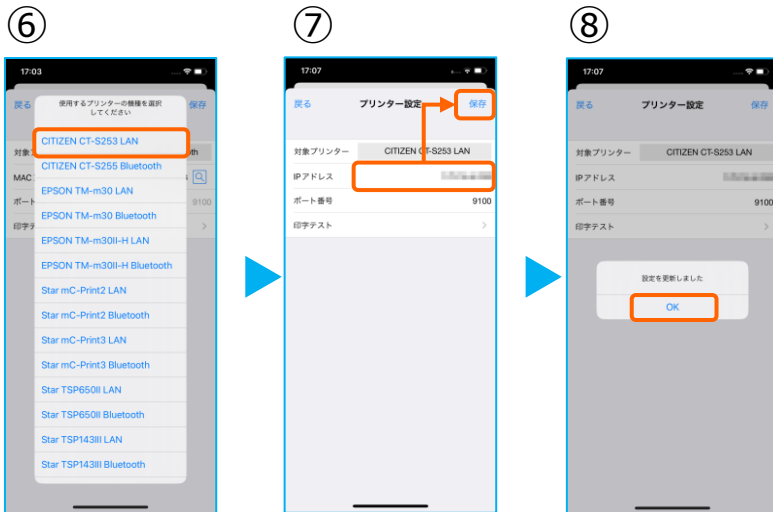 ⑥
17:03
戻る
使用するプリンターの機種を選択
してください
保存
CITIZEN CT-S253 LAN
CITIZEN CT-S255 Bluetooth
EPSON TM-m30 LAN
EPSON TM-m30 Bluetooth
EPSON TM-m30II-H LAN
EPSON TM-m30II-H Bluetooth
Star mC-Print2 LAN
Star mC-Print2 Bluetooth
Star mC-Print3 LAN
Star mC-Print3 Bluetooth
Star TSP650II LAN
Star TSP650II Bluetooth
Star TSP143III LAN
Star TSP143III Bluetooth
MAC
9100
⑦
17:07
戻る
プリンター設定
保存
対象プリンター
CITIZEN CT-S253 LAN
IPアドレス
ポート番号
9100
印字テスト
⑧
17:07
戻る
プリンター設定
保存
対象プリンター
CITIZEN CT-S253 LAN
IPアドレス
ポート番号
9100
印字テスト
設定を更新しました
OK